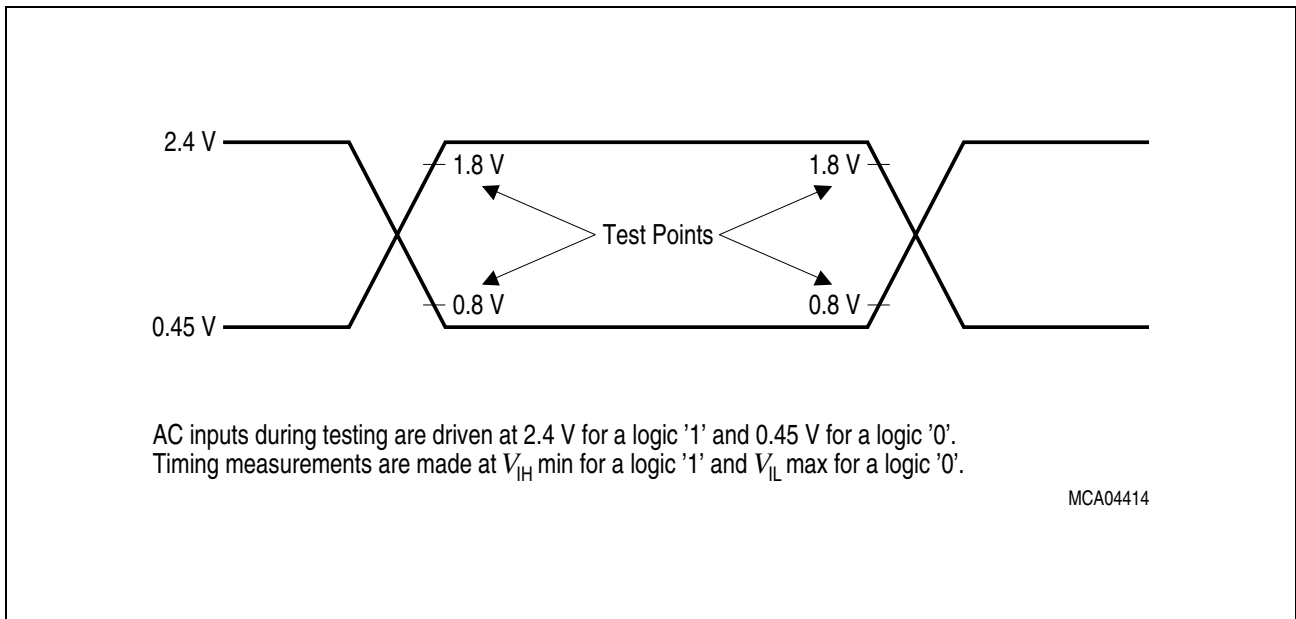 2.4 V
1.8 V
1.8 V
Test Points
0.8 V
0.8 V
0.45 V
AC inputs during testing are driven at 2.4 V for a logic ’1’ and 0.45 V for a logic ’0’.
Timing measurements are made at VIH min for a logic ’1’ and VIL max for a logic ’0’.
MCA04414